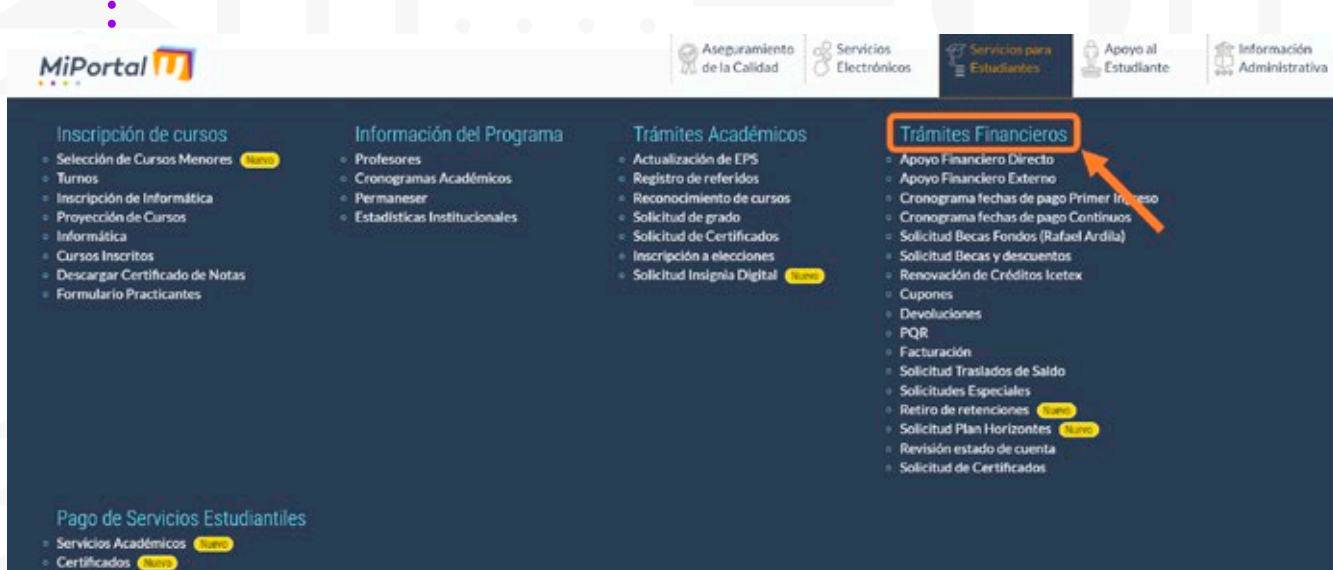 MiPortal U
Aseguramiento
de la Calidad
Servicios
Electrónicos
Servicios para
Estudiantes
Apoyo al
Estudiante
Información
Administrativa
Inscripción de cursos
Selección de Cursos Menores Nuevo
Turnos
Inscripción de Informática
Proyección de Cursos
Informática
Cursos Inscritos
Descargar Certificado de Notas
Formulario Practicantes
Información del Programa
Profesores
Cronogramas Académicos
Permaneser
Estadísticas Institucionales
Trámites Académicos
Actualización de EPS
Registro de referidos
Reconocimiento de cursos
Solicitud de grado
Solicitud de Certificados
Inscripción a elecciones
Solicitud Insignia Digital Nuevo
Trámites Financieros
Apoyo Financiero Directo
Apoyo Financiero Externo
Cronograma fechas de pago Primer Ingreso
Cronograma fechas de pago Continuos
Solicitud Becas Fondos (Rafael Ardila)
Solicitud Becas y descuentos
Renovación de Créditos Icetex
Cupones
Devoluciones
PQR
Facturación
Solicitud Traslados de Saldo
Solicitudes Especiales
Retiro de retenciones Nuevo
Solicitud Plan Horizontes Nuevo
Revisión estado de cuenta
Solicitud de Certificados
Pago de Servicios Estudiantiles
Servicios Académicos Nuevo
Certificados Nuevo